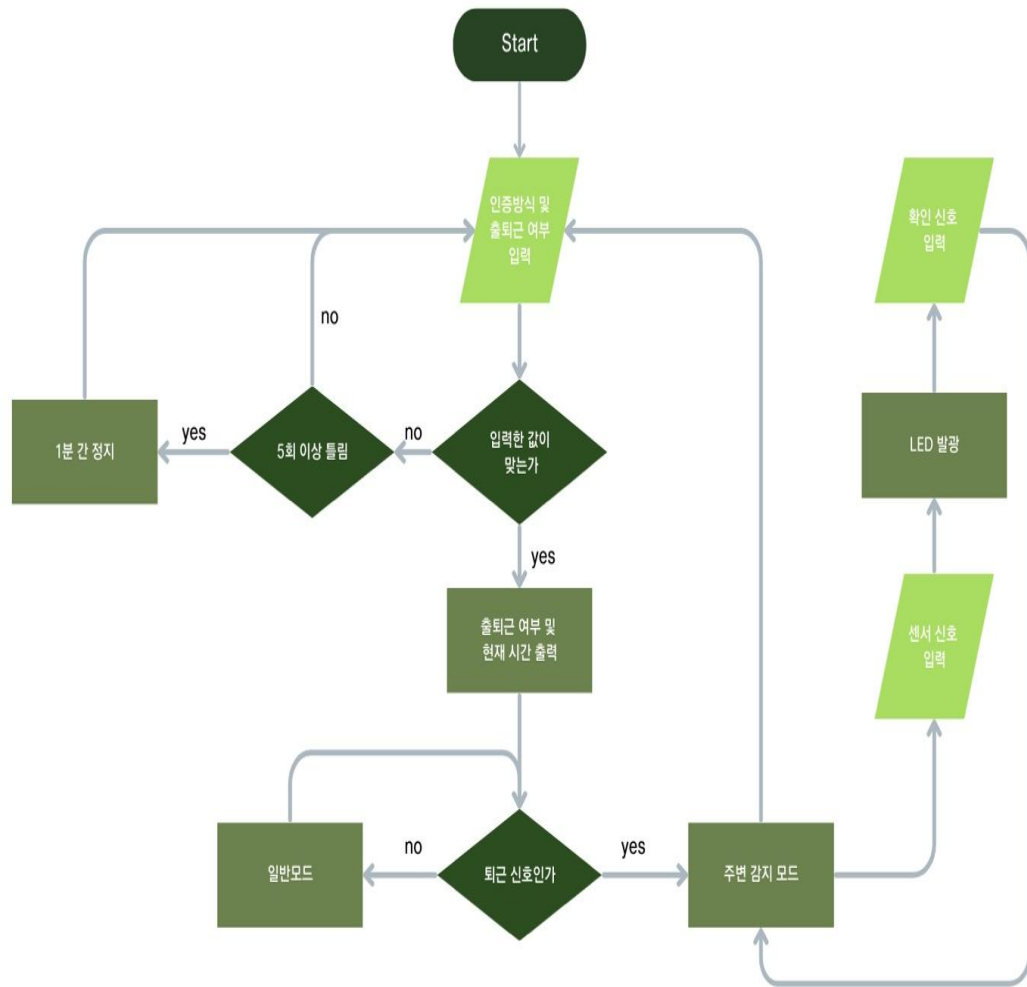 Start
인증방식 및
출퇴근 여부
입력
확인 신호
입력
no
1분 간 정지
yes
5회 이상 틀림
no
입력한 값이
맞는가
LED 발광
yes
출퇴근 여부 및
현재 시간 출력
센서 신호
입력
일반모드
no
퇴근 신호인가
yes
주변 감지 모드